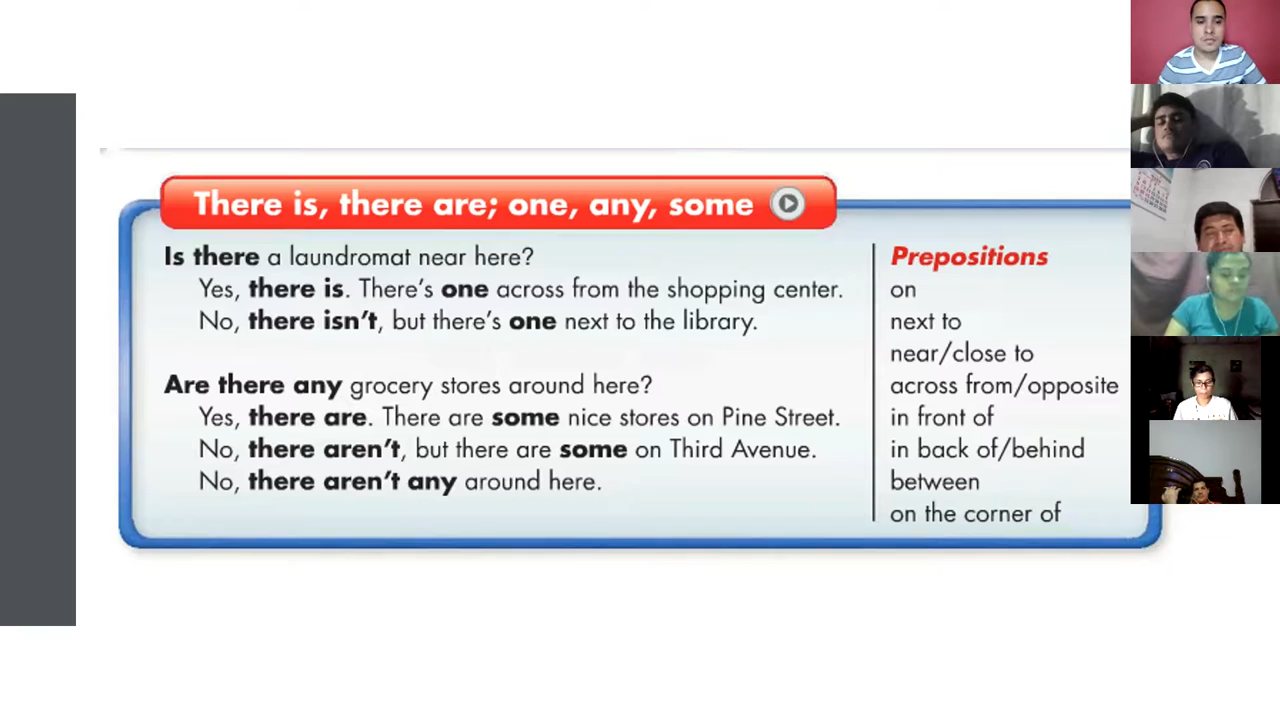 There is, there are; one, any, some
Is there a laundromat near here?
Yes, there is. There's one across from the shopping center.
No, there isn't, but there's one next to the library.
Are there any grocery stores around here?
Yes, there are. There are some nice stores on Pine Street.
No, there aren't, but there are some on Third Avenue.
No, there aren't any around here.
Prepositions
on
next to
near/close to
across from/opposite
in front of
in back of/behind
between
on the corner of